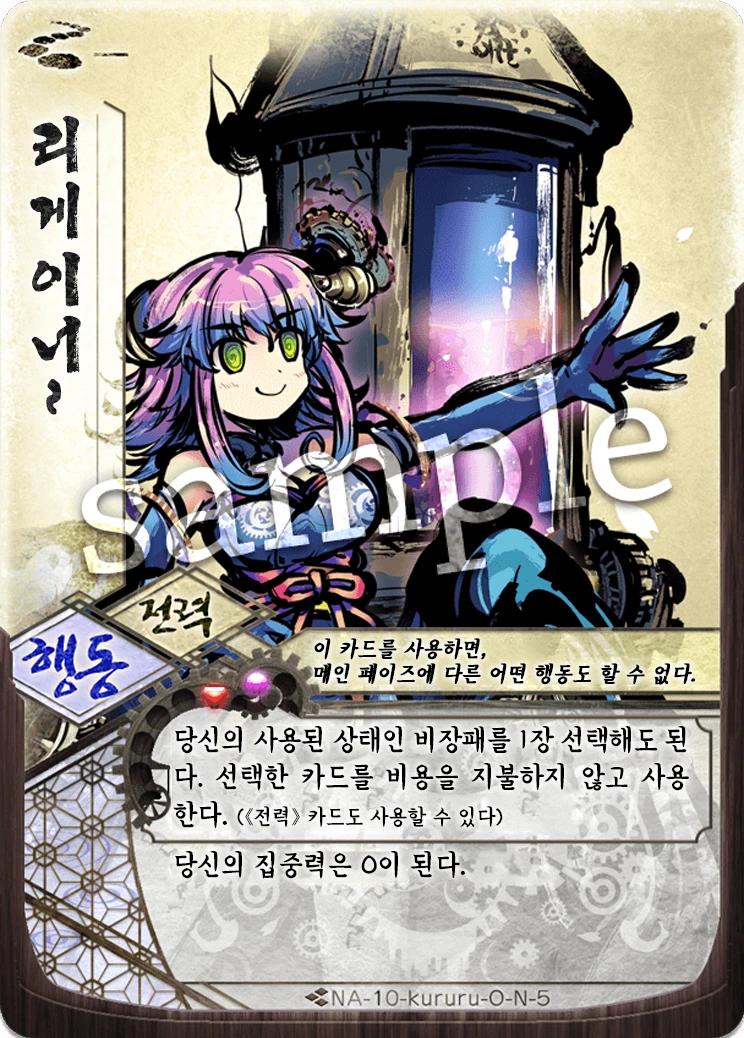 리게이너
sample
전력
행동
이 카드를 사용하면,
메인 페이즈에 다른 어떤 행동도 할 수 없다.
당신의 사용된 상태인 비장패를 1장 선택해도 된
다. 선택한 카드를 비용을 지불하지 않고 사용
한다. (《전력》 카드도 사용할 수 있다)
당신의 집중력은 0이 된다.
NA-10-kururu-O-N-5